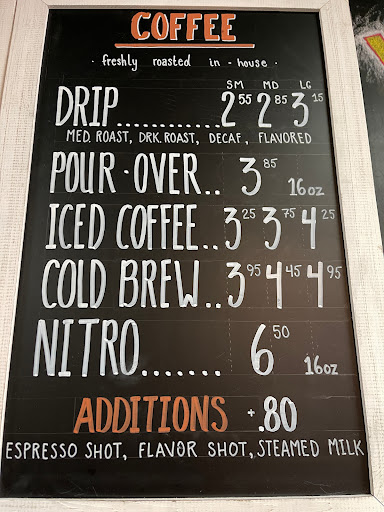 COFFEE
· freshly roasted in-house ·
SM MD LG
DRIP............ 2 55 2 85 3 15
MED. ROAST, DRK. ROAST, DECAF, FLAVORED
POUR·OVER.. 3 85 16oz
ICED COFFEE.. 3 25 3 75 4 25
COLD BREW.. 3 95 4 45 4 95
NITRO....... 6 50 16oz
ADDITIONS +.80
ESPRESSO SHOT, FLAVOR SHOT, STEAMED MILK